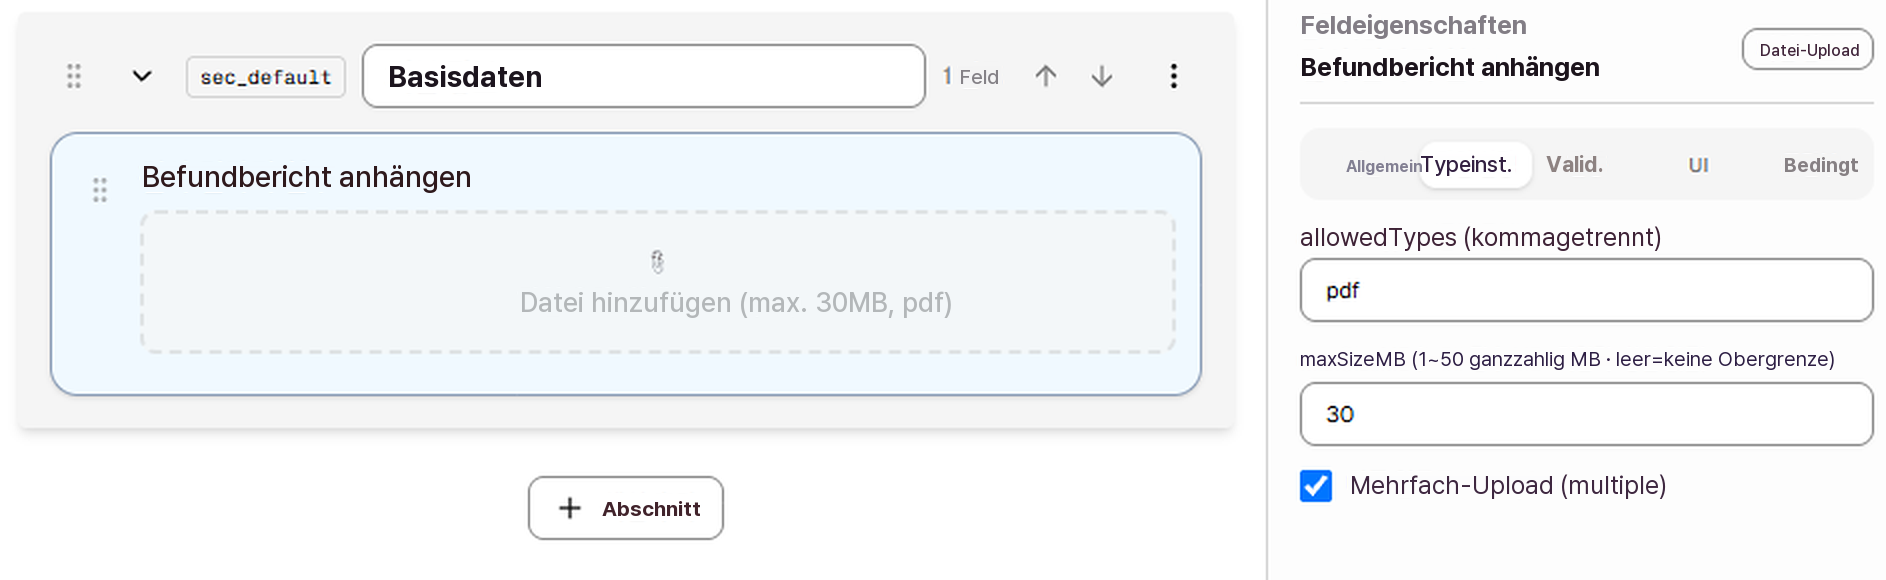 sec_default
Basisdaten
1 Feld
Befundbericht anhängen
Datei hinzufügen (max. 30MB, pdf)
Abschnitt
Feldeigenschaften
Befundbericht anhängen
Datei-Upload
Allgemein
Typeinst.
Valid.
UI
Bedingt
allowedTypes (kommagetrennt)
pdf
maxSizeMB (1~50 ganzzahlig MB · leer=keine Obergrenze)
30
Mehrfach-Upload (multiple)